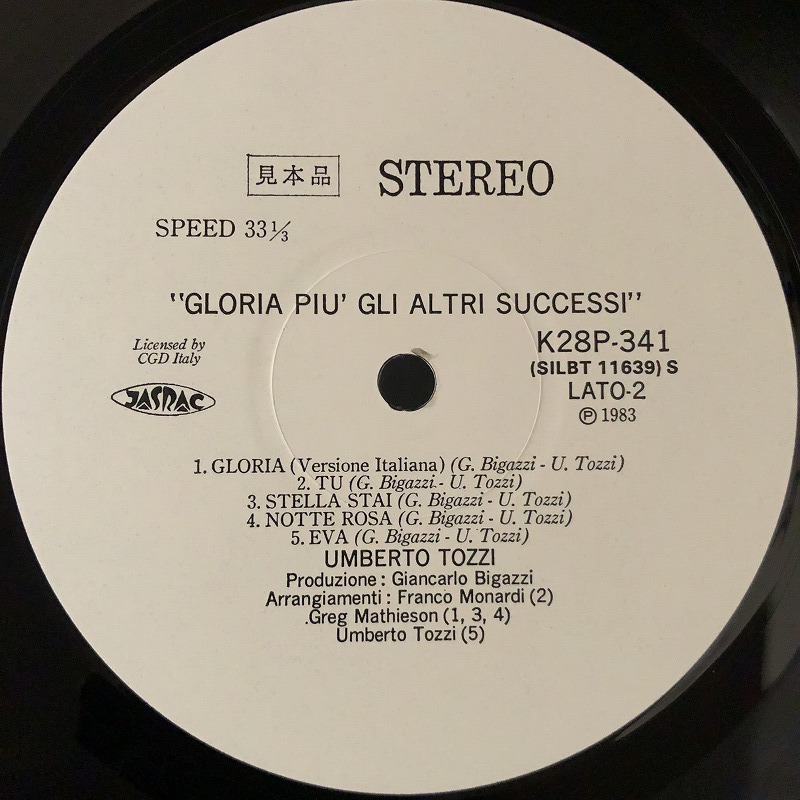 見本品 STEREO
SPEED 33⅓
"GLORIA PIU' GLI ALTRI SUCCESSI"
Licensed by
CGD Italy
JASRAC
K28P-341
(SILBT 11639) S
LATO-2
Ⓟ 1983
1. GLORIA (Versione Italiana) (G. Bigazzi - U. Tozzi)
2. TU (G. Bigazzi - U. Tozzi)
3. STELLA STAI (G. Bigazzi - U. Tozzi)
4. NOTTE ROSA (G. Bigazzi - U. Tozzi)
5. EVA (G. Bigazzi - U. Tozzi)
UMBERTO TOZZI
Produzione : Giancarlo Bigazzi
Arrangiamenti : Franco Monardi (2)
.Greg Mathieson (1, 3, 4)
Umberto Tozzi (5)